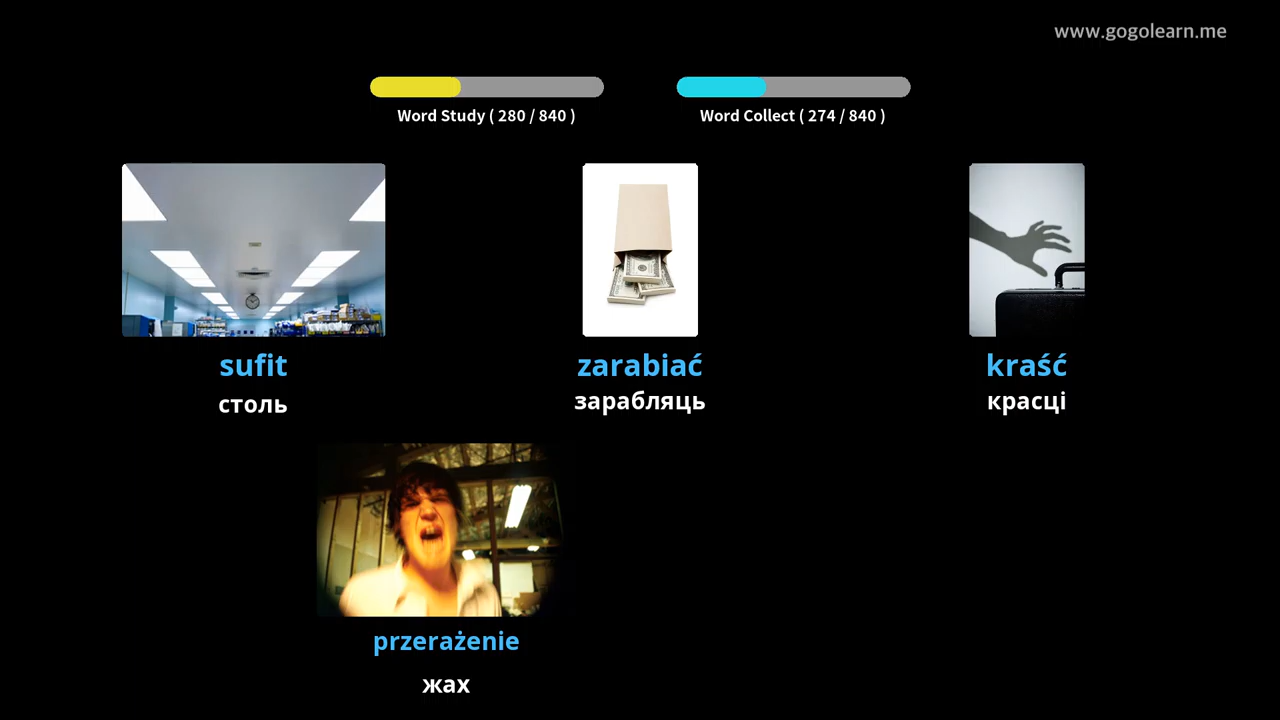 www.gogolearn.me
Word Study ( 280 / 840 )
Word Collect ( 274 / 840 )
sufit
столь
zarabiać
зарабляць
kraść
красці
przerażenie
жах